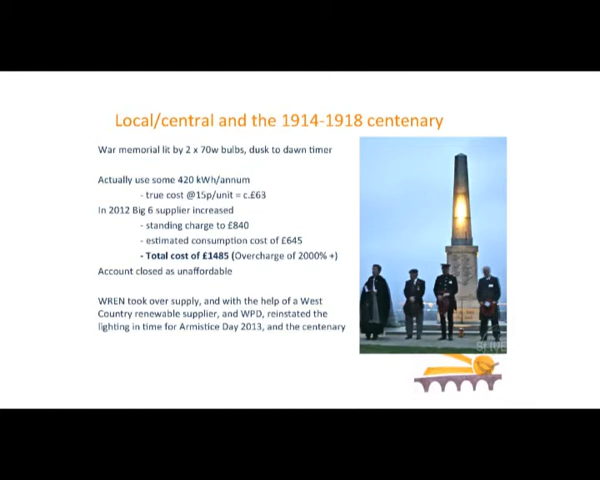 Local/central and the 1914-1918 centenary
War memorial lit by 2 x 70w bulbs, dusk to dawn timer
Actually use some 420 kWh/annum
- true cost @15p/unit = c.£63
In 2012 Big 6 supplier increased
- standing charge to £840
- estimated consumption cost of £645
- Total cost of £1485 (Overcharge of 2000% +)
Account closed as unaffordable
WREN took over supply, and with the help of a West
Country renewable supplier, and WPD, reinstated the
lighting in time for Armistice Day 2013, and the centenary